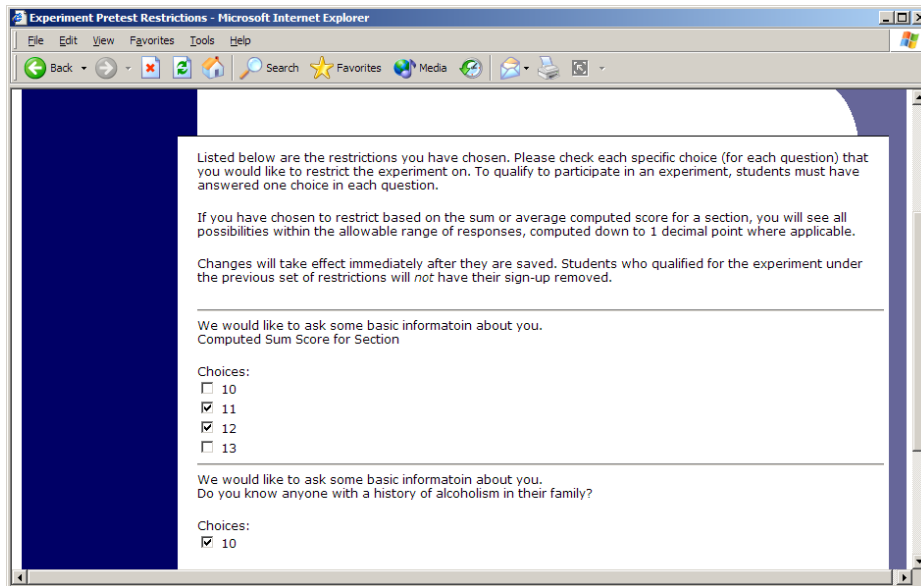 Experiment Pretest Restrictions - Microsoft Internet Explorer
File Edit View Favorites Tools Help
Back Search Favorites Media
Listed below are the restrictions you have chosen. Please check each specific choice (for each question) that
you would like to restrict the experiment on. To qualify to participate in an experiment, students must have
answered one choice in each question.
If you have chosen to restrict based on the sum or average computed score for a section, you will see all
possibilities within the allowable range of responses, computed down to 1 decimal point where applicable.
Changes will take effect immediately after they are saved. Students who qualified for the experiment under
the previous set of restrictions will not have their sign-up removed.
We would like to ask some basic informatoin about you.
Computed Sum Score for Section
Choices:
10
11
12
13
We would like to ask some basic informatoin about you.
Do you know anyone with a history of alcoholism in their family?
Choices:
10